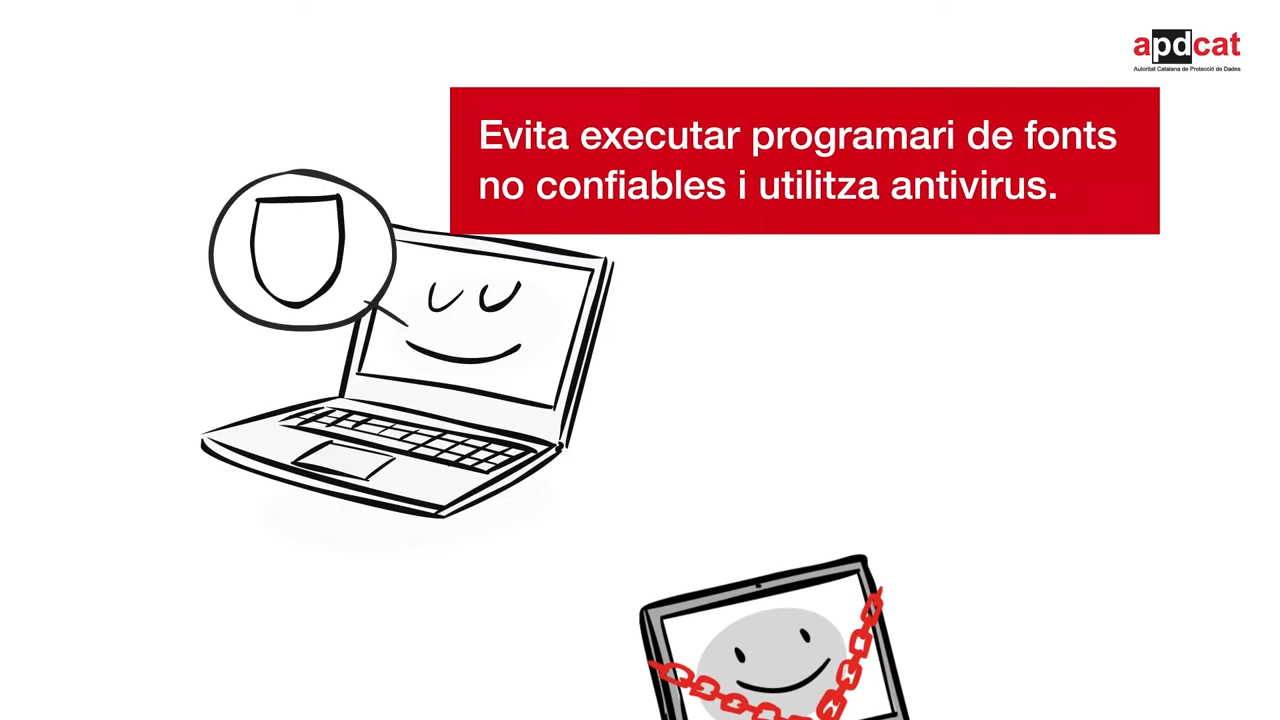 apdcat
Autoritat Catalana de Protecció de Dades
Evita executar programari de fonts
no confiables i utilitza antivirus.